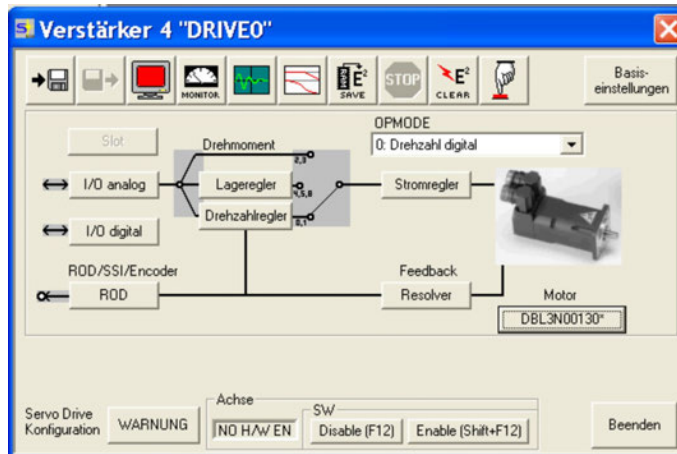 S Verstärker 4 "DRIVE0"
MONITOR
E² SAVE
STOP
E² CLEAR
Basis-
einstellungen
OPMODE
0: Drehzahl digital
Slot
Drehmoment
2,3
I/O analog
Lageregler
4,5,8
Stromregler
Drehzahlregler
0,1
I/O digital
ROD/SSI/Encoder
Feedback
ROD
Resolver
Motor
DBL3N00130*
Achse
SW
Servo Drive
Konfiguration
WARNUNG
NO H/W EN
Disable (F12)
Enable (Shift+F12)
Beenden